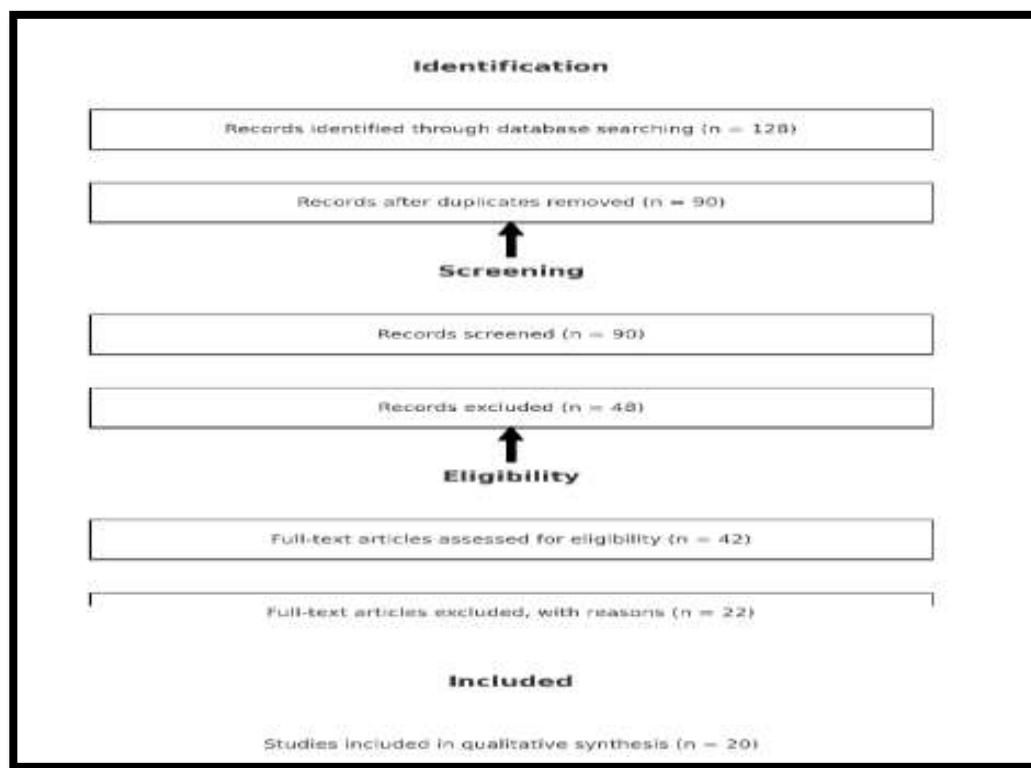 Identification
Records identified through database searching (n = 128)
Records after duplicates removed (n = 90)
Screening
Records screened (n = 90)
Records excluded (n = 48)
Eligibility
Full-text articles assessed for eligibility (n = 42)
Full-text articles excluded, with reasons (n = 22)
Included
Studies included in qualitative synthesis (n = 20)